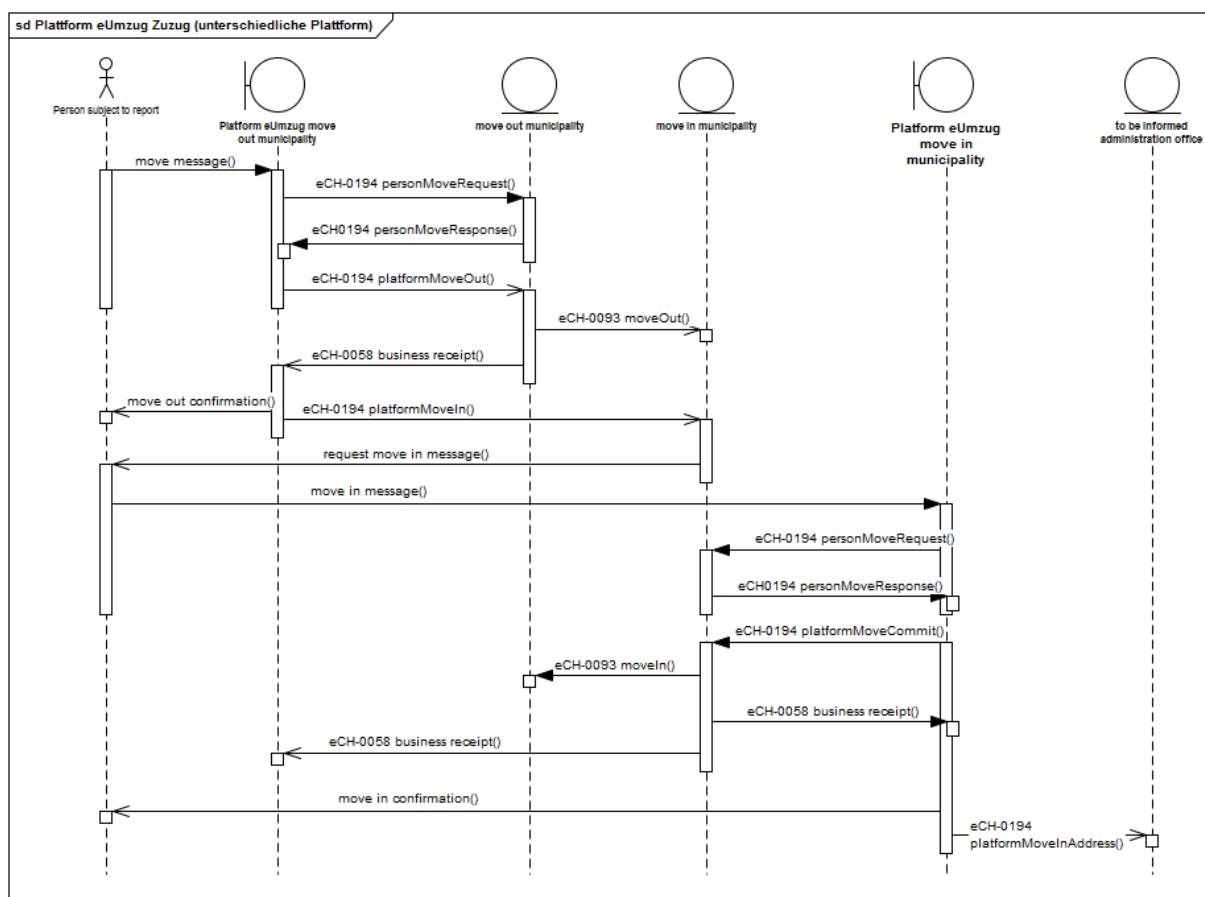 sd Plattform eUmzug Zuzug (unterschiedliche Plattform)
Person subject to report
Platform eUmzug move
out municipality
move out municipality
move in municipality
Platform eUmzug
move in
municipality
to be informed
administration office
move message()
eCH-0194 personMoveRequest()
eCH0194 personMoveResponse()
eCH-0194 platformMoveOut()
eCH-0093 moveOut()
eCH-0058 business receipt()
move out confirmation()
eCH-0194 platformMoveIn()
request move in message()
move in message()
eCH-0194 personMoveRequest()
eCH0194 personMoveResponse()
eCH-0194 platformMoveCommit()
eCH-0093 moveIn()
eCH-0058 business receipt()
eCH-0058 business receipt()
move in confirmation()
eCH-0194
platformMoveInAddress()